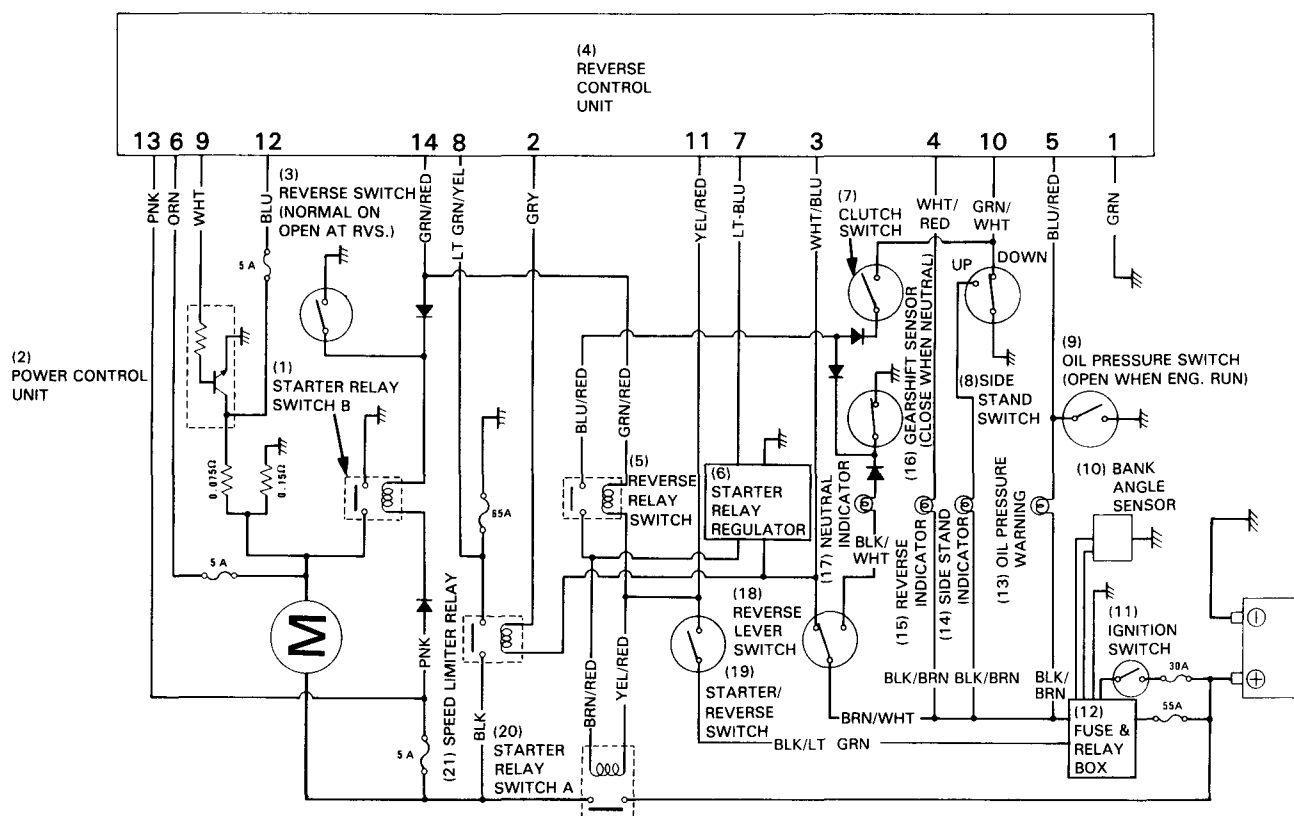 (4)
REVERSE
CONTROL
UNIT
13 6 9 12 14 8 2 11 7 3 4 10 5 1
PNK
ORN
WHT
BLU
5 A
(3)
REVERSE SWITCH
(NORMAL ON
OPEN AT RVS.)
GRN/RED
LT GRN/YEL
GRY
YEL/RED
LT-BLU
WHT/BLU
(7)
CLUTCH
SWITCH
WHT/
RED
GRN/
WHT
BLU/RED
GRN
UP
DOWN
(2)
POWER CONTROL
UNIT
(1)
STARTER RELAY
SWITCH B
0.075Ω
0.15Ω
BLU/RED
GRN/RED
(16) GEARSHIFT SENSOR
(CLOSE WHEN NEUTRAL)
(8) SIDE
STAND
SWITCH
(9)
OIL PRESSURE SWITCH
(OPEN WHEN ENG. RUN)
65A
(5)
REVERSE
RELAY
SWITCH
(6)
STARTER
RELAY
REGULATOR
(17) NEUTRAL
INDICATOR
BLK/
WHT
(15) REVERSE
INDICATOR
(14) SIDE STAND
INDICATOR
(13) OIL PRESSURE
WARNING
(10) BANK
ANGLE
SENSOR
5 A
M
PNK
5 A
(21) SPEED LIMITER RELAY
BLK
(20)
STARTER
RELAY
SWITCH A
BRN/RED
YEL/RED
(18)
REVERSE
LEVER
SWITCH
(19)
STARTER/
REVERSE
SWITCH
BLK/BRN
BLK/BRN
BLK/
BRN
BRN/WHT
BLK/LT GRN
(11)
IGNITION
SWITCH
30A
55A
(12)
FUSE &
RELAY
BOX
⊖
⊕